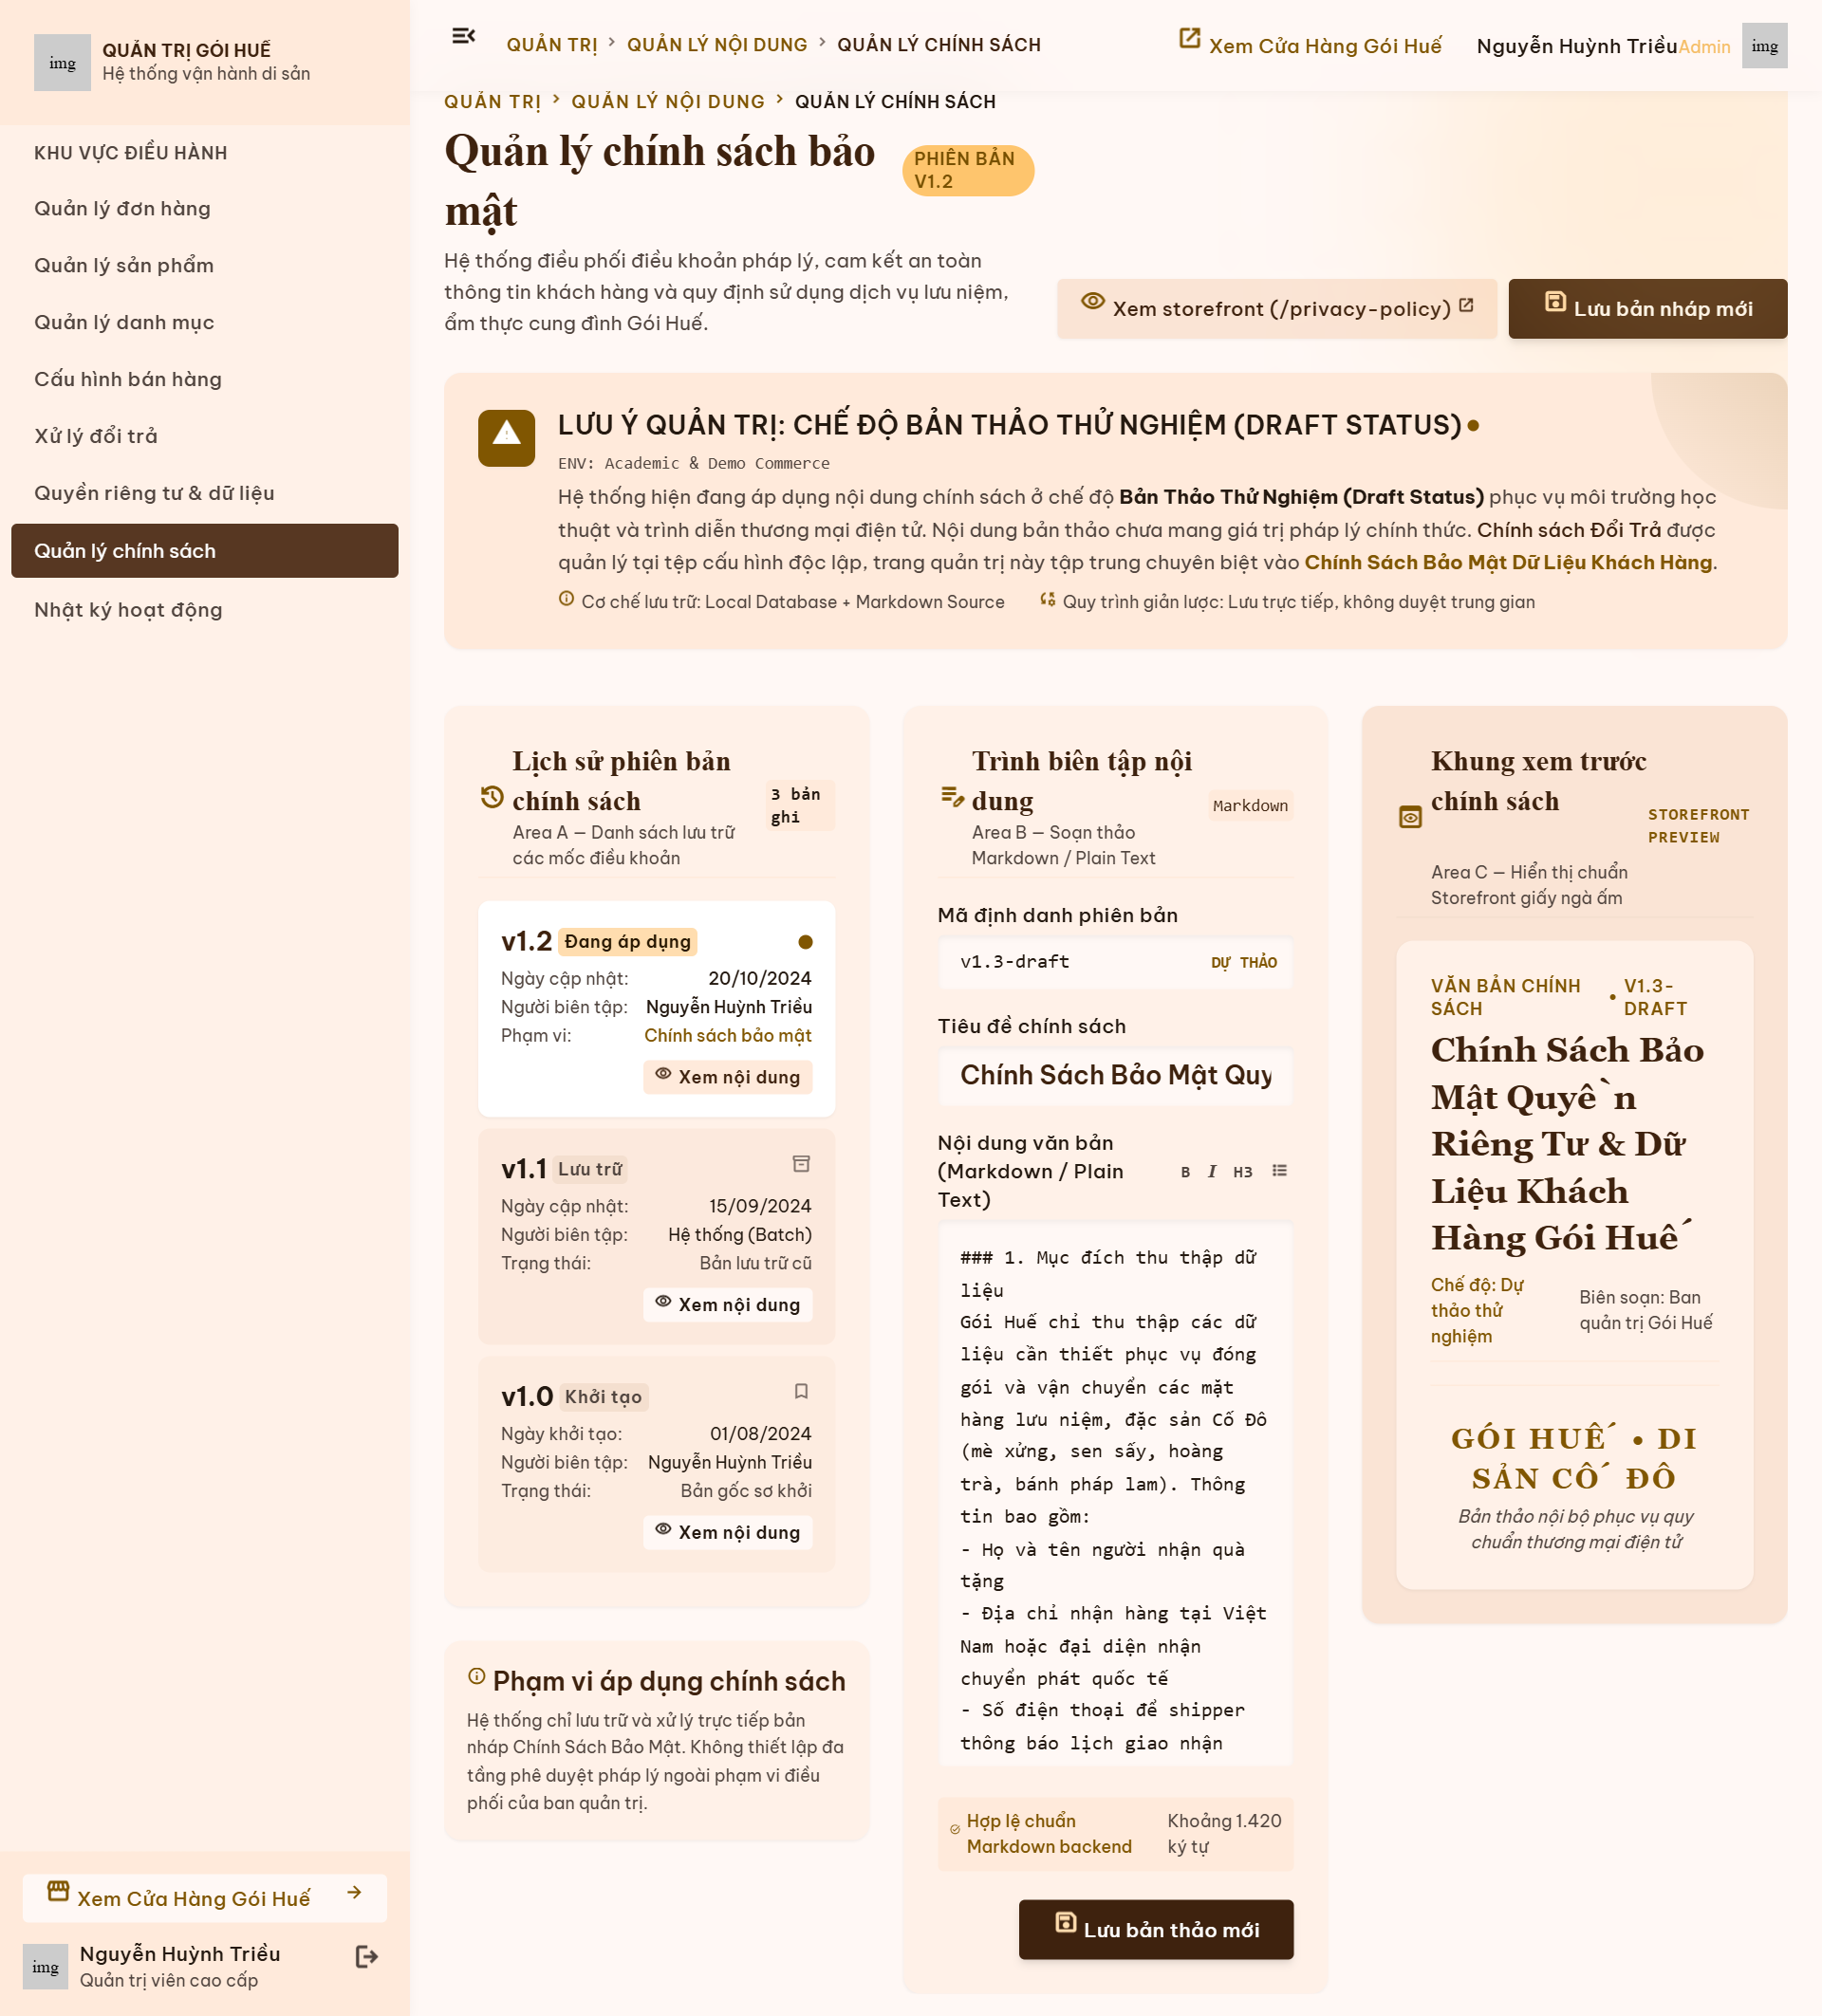 img
QUẢN TRỊ GÓI HUẾ
Hệ thống vận hành di sản
KHU VỰC ĐIỀU HÀNH
Quản lý đơn hàng
Quản lý sản phẩm
Quản lý danh mục
Cấu hình bán hàng
Xử lý đổi trả
Quyền riêng tư & dữ liệu
Quản lý chính sách
Nhật ký hoạt động
Xem Cửa Hàng Gói Huế
img
Nguyễn Huỳnh Triều
Quản trị viên cao cấp
QUẢN TRỊ > QUẢN LÝ NỘI DUNG > QUẢN LÝ CHÍNH SÁCH
Xem Cửa Hàng Gói Huế
Nguyễn Huỳnh TriềuAdmin
img
QUẢN TRỊ > QUẢN LÝ NỘI DUNG > QUẢN LÝ CHÍNH SÁCH
Quản lý chính sách bảo
mật
PHIÊN BẢN
V1.2
Hệ thống điều phối điều khoản pháp lý, cam kết an toàn
thông tin khách hàng và quy định sử dụng dịch vụ lưu niệm,
ẩm thực cung đình Gói Huế.
Xem storefront (/privacy-policy)
Lưu bản nháp mới
LƯU Ý QUẢN TRỊ: CHẾ ĐỘ BẢN THẢO THỬ NGHIỆM (DRAFT STATUS)
ENV: Academic & Demo Commerce
Hệ thống hiện đang áp dụng nội dung chính sách ở chế độ Bản Thảo Thử Nghiệm (Draft Status) phục vụ môi trường học
thuật và trình diễn thương mại điện tử. Nội dung bản thảo chưa mang giá trị pháp lý chính thức. Chính sách Đổi Trả được
quản lý tại tệp cấu hình độc lập, trang quản trị này tập trung chuyên biệt vào Chính Sách Bảo Mật Dữ Liệu Khách Hàng.
Cơ chế lưu trữ: Local Database + Markdown Source
Quy trình giản lược: Lưu trực tiếp, không duyệt trung gian
Lịch sử phiên bản
chính sách
Area A — Danh sách lưu trữ
các mốc điều khoản
3 bản
ghi
v1.2 Đang áp dụng
Ngày cập nhật: 20/10/2024
Người biên tập: Nguyễn Huỳnh Triều
Phạm vi: Chính sách bảo mật
Xem nội dung
v1.1 Lưu trữ
Ngày cập nhật: 15/09/2024
Người biên tập: Hệ thống (Batch)
Trạng thái: Bản lưu trữ cũ
Xem nội dung
v1.0 Khởi tạo
Ngày khởi tạo: 01/08/2024
Người biên tập: Nguyễn Huỳnh Triều
Trạng thái: Bản gốc sơ khởi
Xem nội dung
Phạm vi áp dụng chính sách
Hệ thống chỉ lưu trữ và xử lý trực tiếp bản
nháp Chính Sách Bảo Mật. Không thiết lập đa
tầng phê duyệt pháp lý ngoài phạm vi điều
phối của ban quản trị.
Trình biên tập nội
dung
Area B — Soạn thảo
Markdown / Plain Text
Markdown
Mã định danh phiên bản
v1.3-draft
DỰ THẢO
Tiêu đề chính sách
Chính Sách Bảo Mật Quy
Nội dung văn bản
(Markdown / Plain
Text)
B I H3
### 1. Mục đích thu thập dữ
liệu
Gói Huế chỉ thu thập các dữ
liệu cần thiết phục vụ đóng
gói và vận chuyển các mặt
hàng lưu niệm, đặc sản Cố Đô
(mè xửng, sen sấy, hoàng
trà, bánh pháp lam). Thông
tin bao gồm:
- Họ và tên người nhận quà
tặng
- Địa chỉ nhận hàng tại Việt
Nam hoặc đại diện nhận
chuyển phát quốc tế
- Số điện thoại để shipper
thông báo lịch giao nhận
Hợp lệ chuẩn
Markdown backend
Khoảng 1.420
ký tự
Lưu bản thảo mới
Khung xem trước
chính sách
Area C — Hiển thị chuẩn
Storefront giấy ngà ấm
STOREFRONT
PREVIEW
VĂN BẢN CHÍNH
SÁCH
•
V1.3-
DRAFT
Chính Sách Bảo
Mật Quyền
Riêng Tư & Dữ
Liệu Khách
Hàng Gói Huế
Chế độ: Dự
thảo thử
nghiệm
Biên soạn: Ban
quản trị Gói Huế
GÓI HUẾ • DI
SẢN CỐ ĐÔ
Bản thảo nội bộ phục vụ quy
chuẩn thương mại điện tử